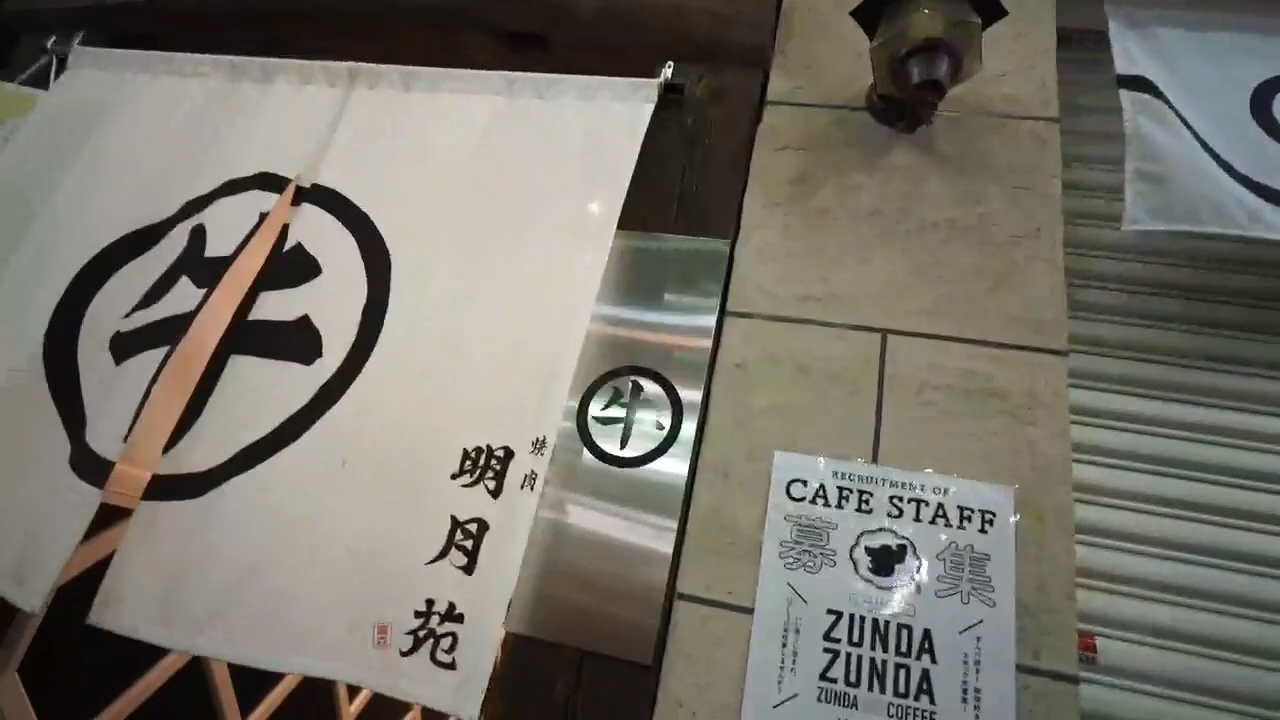 牛
焼肉
明月苑
牛
RECRUITMENT OF
CAFE STAFF
募集
ZUNDA
ZUNDA
ZUNDA COFFEE